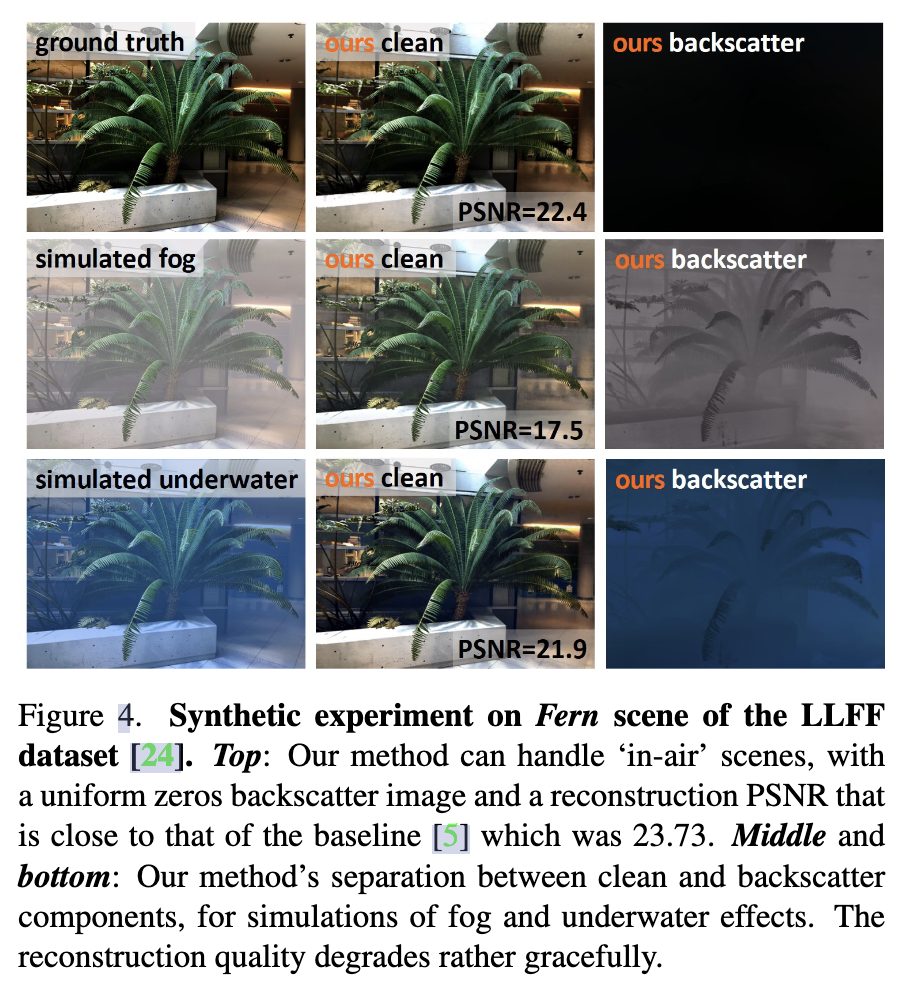 ground truth
ours clean
ours backscatter
PSNR=22.4
simulated fog
ours clean
ours backscatter
PSNR=17.5
simulated underwater
ours clean
ours backscatter
PSNR=21.9
Figure 4. Synthetic experiment on Fern scene of the LLFF
dataset [24]. Top: Our method can handle ‘in-air’ scenes, with
a uniform zeros backscatter image and a reconstruction PSNR that
is close to that of the baseline [5] which was 23.73. Middle and
bottom: Our method’s separation between clean and backscatter
components, for simulations of fog and underwater effects. The
reconstruction quality degrades rather gracefully.